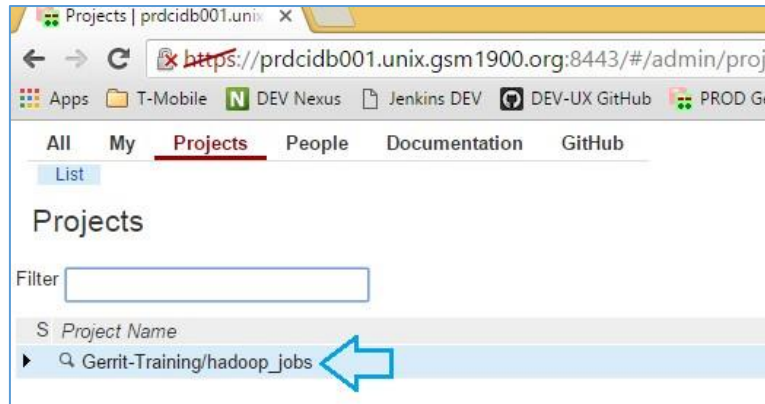 Projects | prdcidb001.unix
https://prdcidb001.unix.gsm1900.org:8443/#/admin/proj
Apps T-Mobile N DEV Nexus Jenkins DEV DEV-UX GitHub PROD Ge
All My Projects People Documentation GitHub
List
Projects
Filter
S Project Name
Gerrit-Training/hadoop_jobs